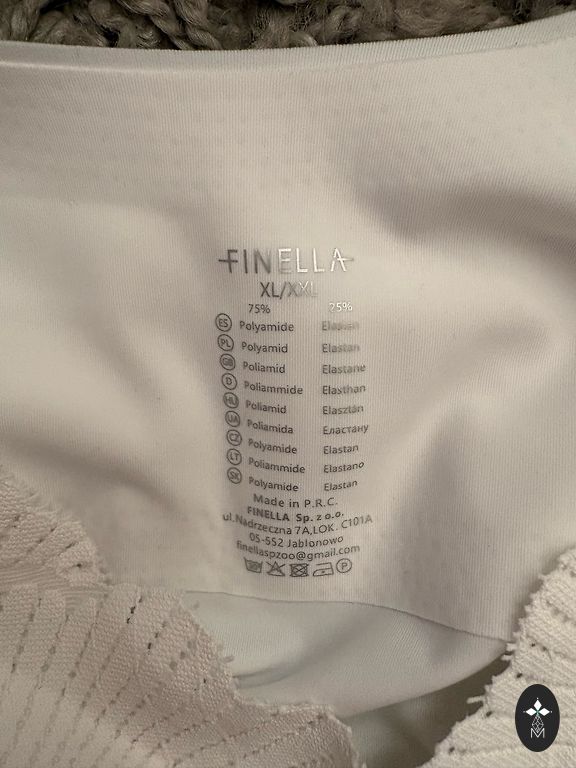 FINELLA
XL/XXL
75% 25%
ES Polyamide Elastan
PL Polyamid Elastan
GB Poliamid Elastane
D Poliammide Elasthan
HU Poliamid Elasztán
UA Poliamida Еластану
CZ Polyamide Elastan
LT Poliammide Elastano
SK Polyamide Elastan
Made in P.R.C.
FINELLA Sp. z o.o.
ul.Nadrzeczna 7A,LOK. C101A
05-552 Jabłonowo
finellaspzoo@gmail.com
P
M